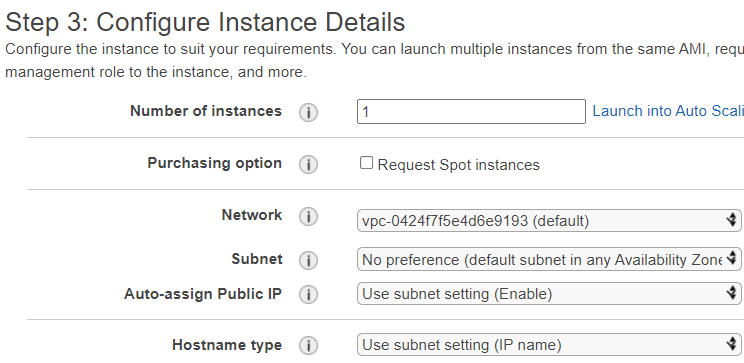 Step 3: Configure Instance Details
Configure the instance to suit your requirements. You can launch multiple instances from the same AMI, requ
management role to the instance, and more.
Number of instances i 1 Launch into Auto Scali
Purchasing option i Request Spot instances
Network i vpc-0424f7f5e4d6e9193 (default)
Subnet i No preference (default subnet in any Availability Zone
Auto-assign Public IP i Use subnet setting (Enable)
Hostname type i Use subnet setting (IP name)